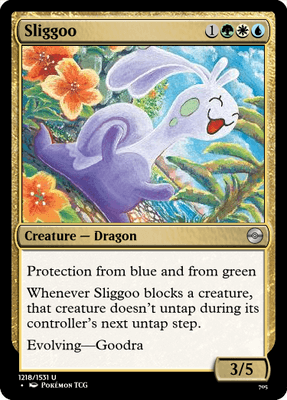 Sliggoo 1
Creature — Dragon
Protection from blue and from green
Whenever Sliggoo blocks a creature,
that creature doesn't untap during its
controller's next untap step.
Evolving—Goodra
3/5
1218/1531 U
• Pokémon TCG